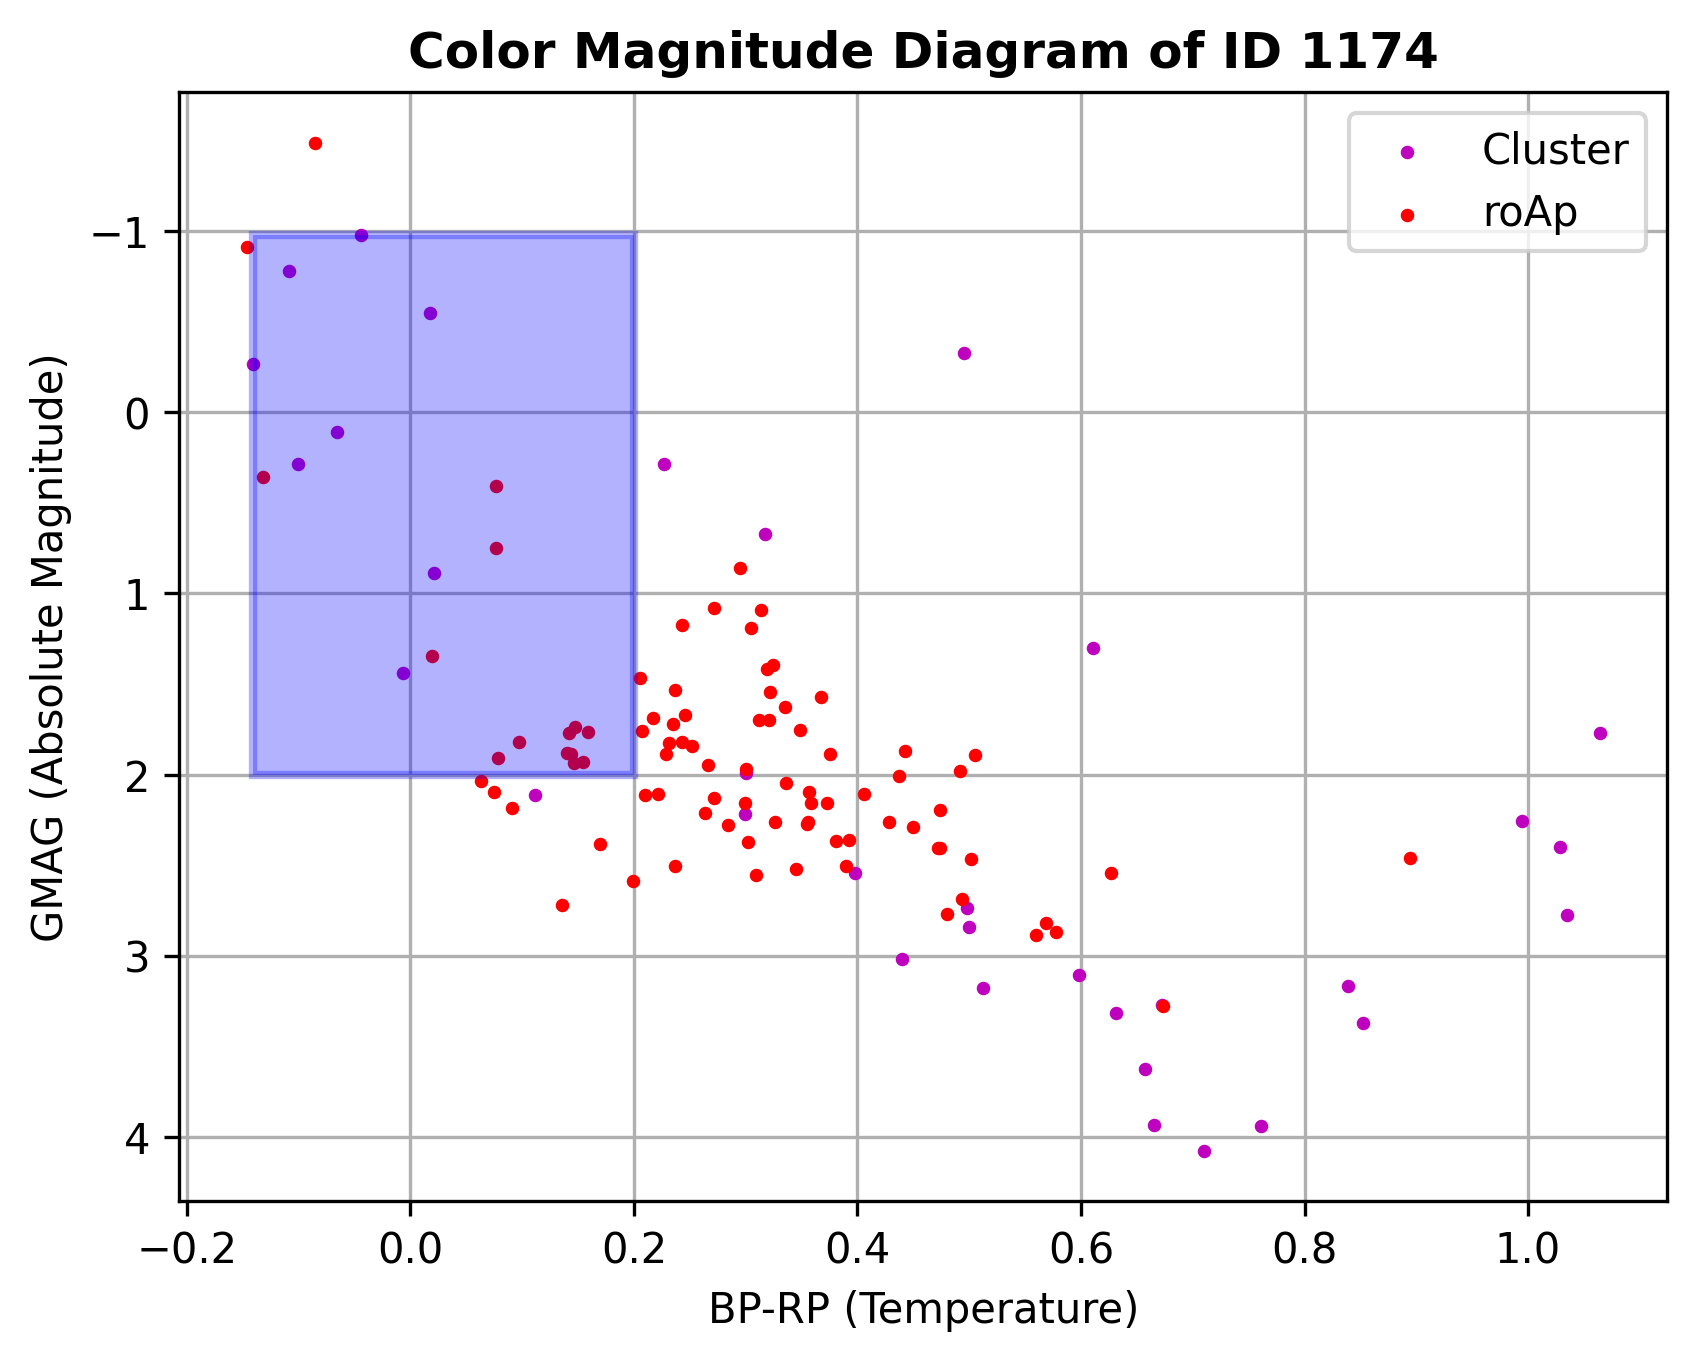 Color Magnitude Diagram of ID 1174
Cluster
roAp
GMAG (Absolute Magnitude)
−1
0
1
2
3
4
−0.2 0.0 0.2 0.4 0.6 0.8 1.0
BP-RP (Temperature)